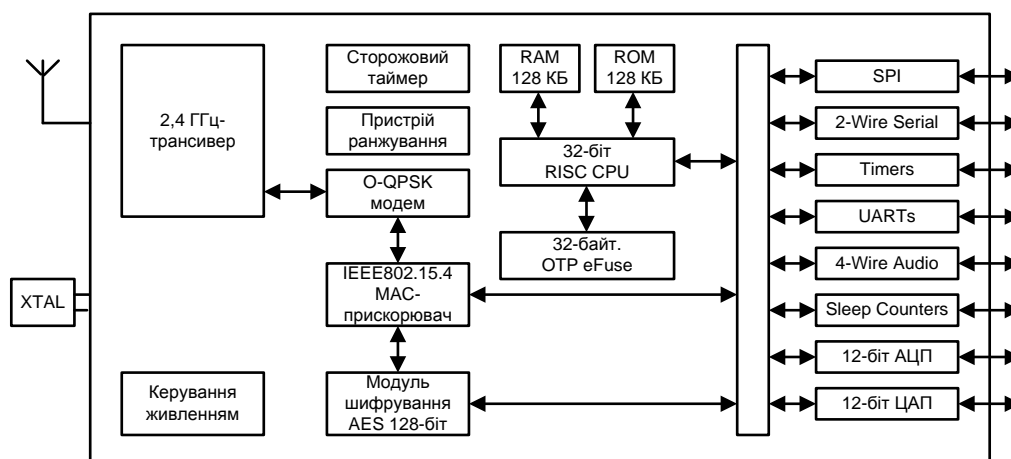 2,4 ГГц-
трансивер
Сторожовий
таймер
Пристрій
ранжування
O-QPSK
модем
IEEE802.15.4
MAC-
прискорювач
Модуль
шифрування
AES 128-біт
Керування
живленням
XTAL
RAM
128 КБ
ROM
128 КБ
32-біт
RISC CPU
32-байт.
OTP eFuse
SPI
2-Wire Serial
Timers
UARTs
4-Wire Audio
Sleep Counters
12-біт АЦП
12-біт ЦАП